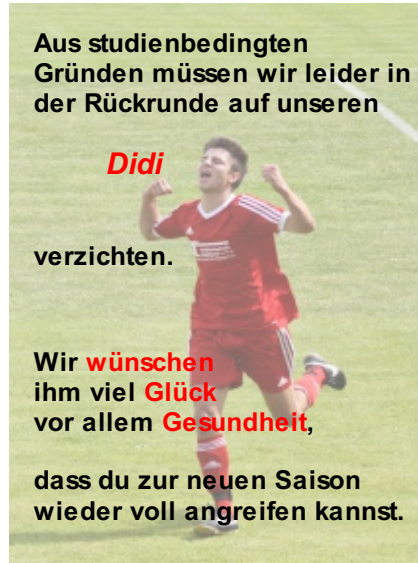 Aus studienbedingten
Gründen müssen wir leider in
der Rückrunde auf unseren
Didi
verzichten.
Wir wünschen
ihm viel Glück
vor allem Gesundheit,
dass du zur neuen Saison
wieder voll angreifen kannst.